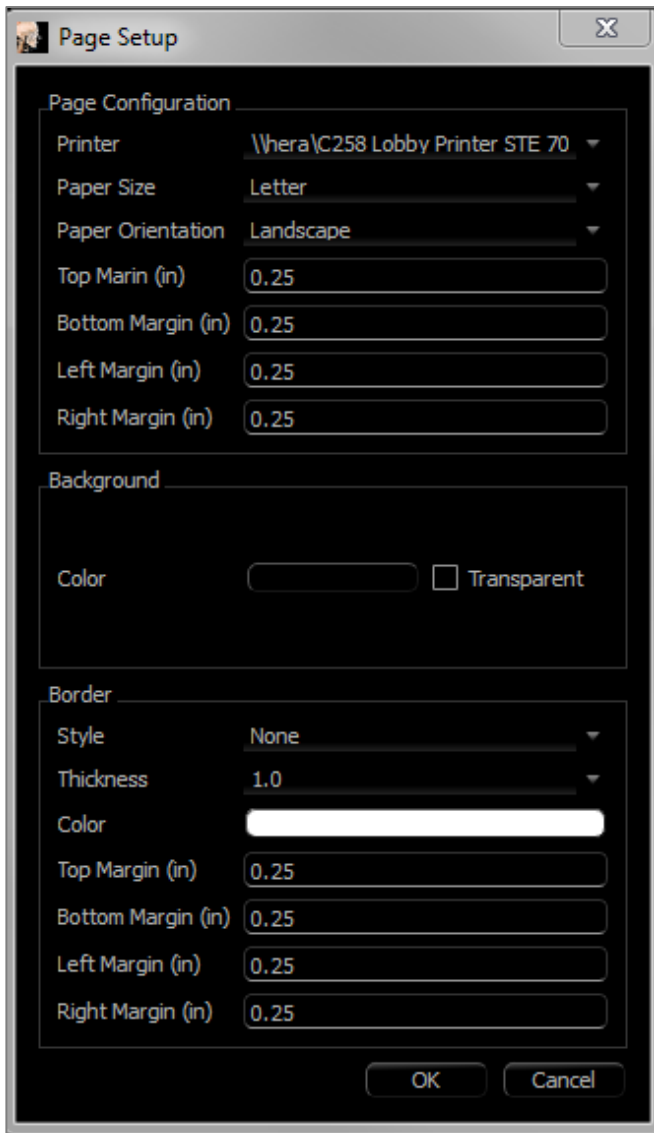 Page Setup
Page Configuration
Printer \\hera\C258 Lobby Printer STE 70
Paper Size Letter
Paper Orientation Landscape
Top Marin (in) 0.25
Bottom Margin (in) 0.25
Left Margin (in) 0.25
Right Margin (in) 0.25
Background
Color Transparent
Border
Style None
Thickness 1.0
Color
Top Margin (in) 0.25
Bottom Margin (in) 0.25
Left Margin (in) 0.25
Right Margin (in) 0.25
OK Cancel